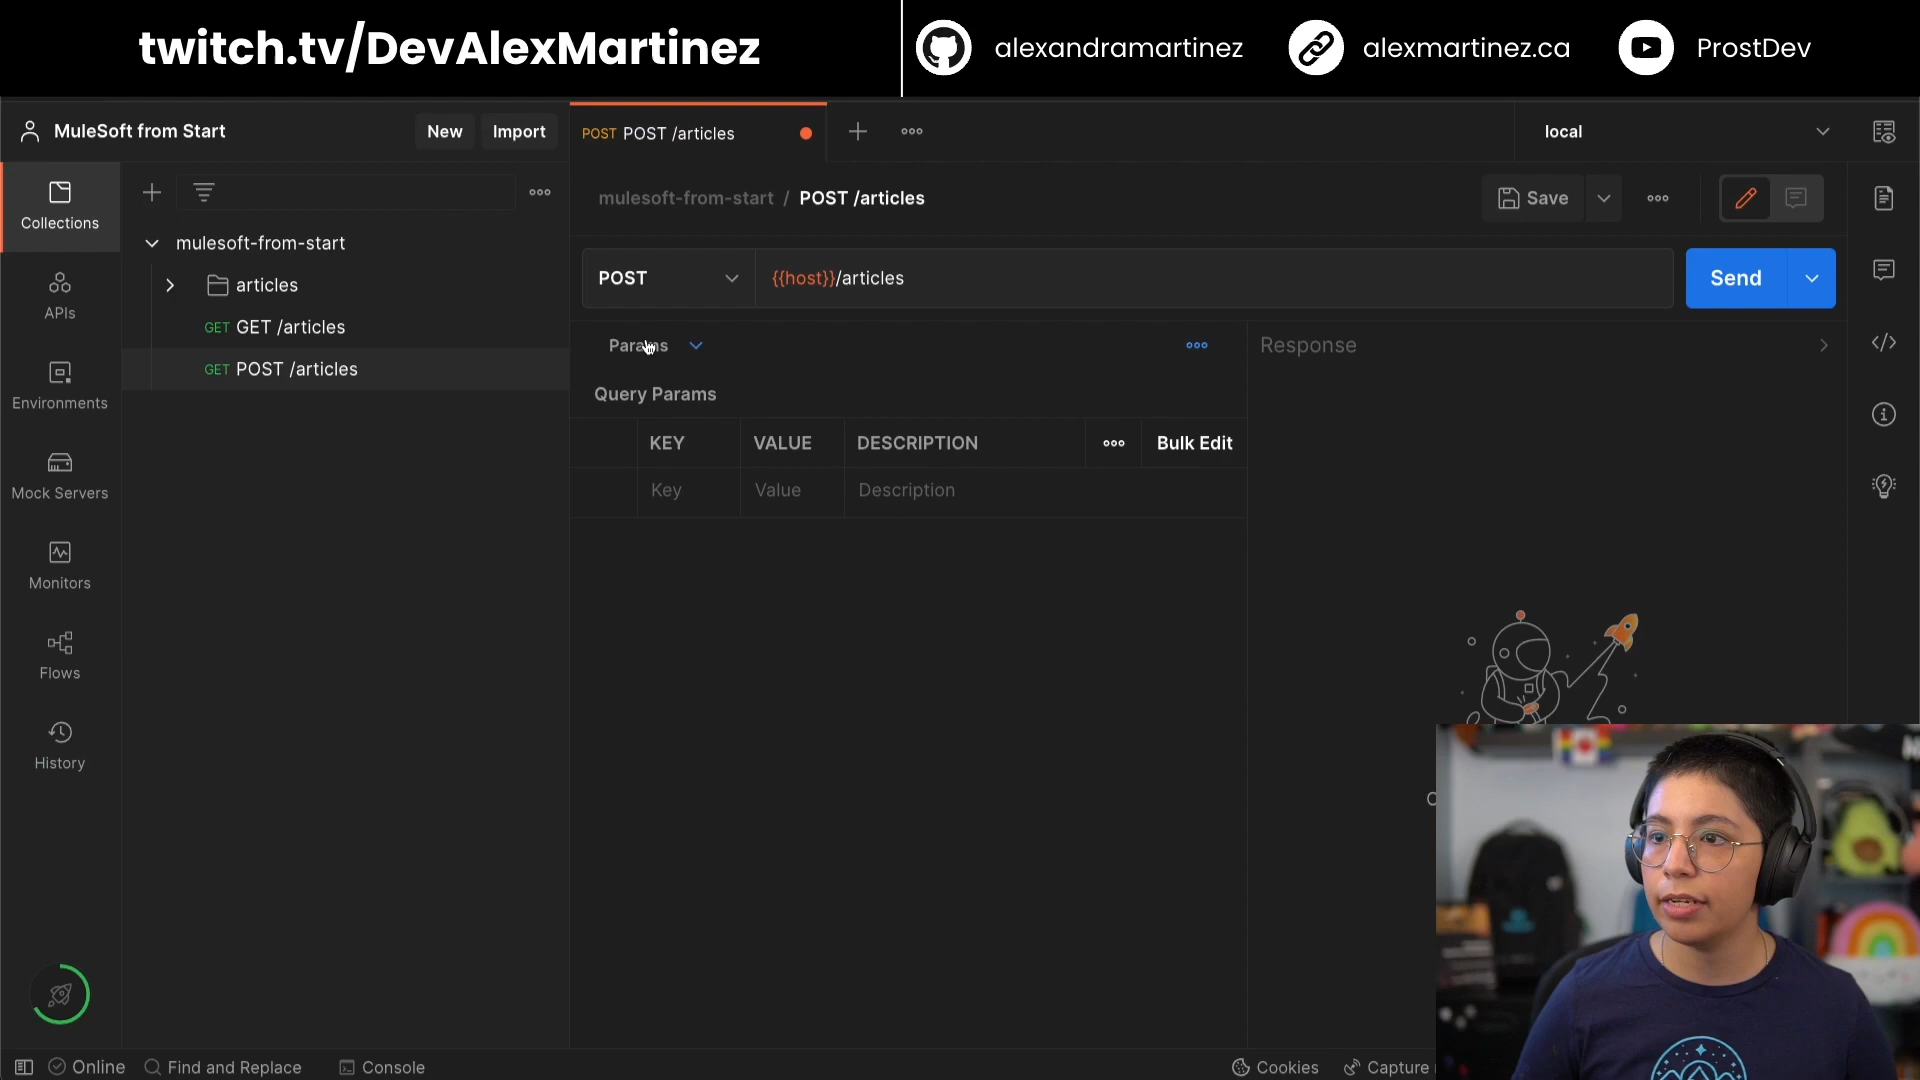 twitch.tv/DevAlexMartinez
alexandramartinez
alexmartinez.ca
ProstDev
MuleSoft from Start
New
Import
POST POST /articles
local
Collections
mulesoft-from-start / POST /articles
Save
mulesoft-from-start
articles
POST
{{host}}/articles
Send
APIs
GET GET /articles
Params
Response
GET POST /articles
Environments
Query Params
KEY VALUE DESCRIPTION Bulk Edit
Mock Servers
Key Value Description
Monitors
Flows
History
Online
Find and Replace
Console
Cookies
Capture